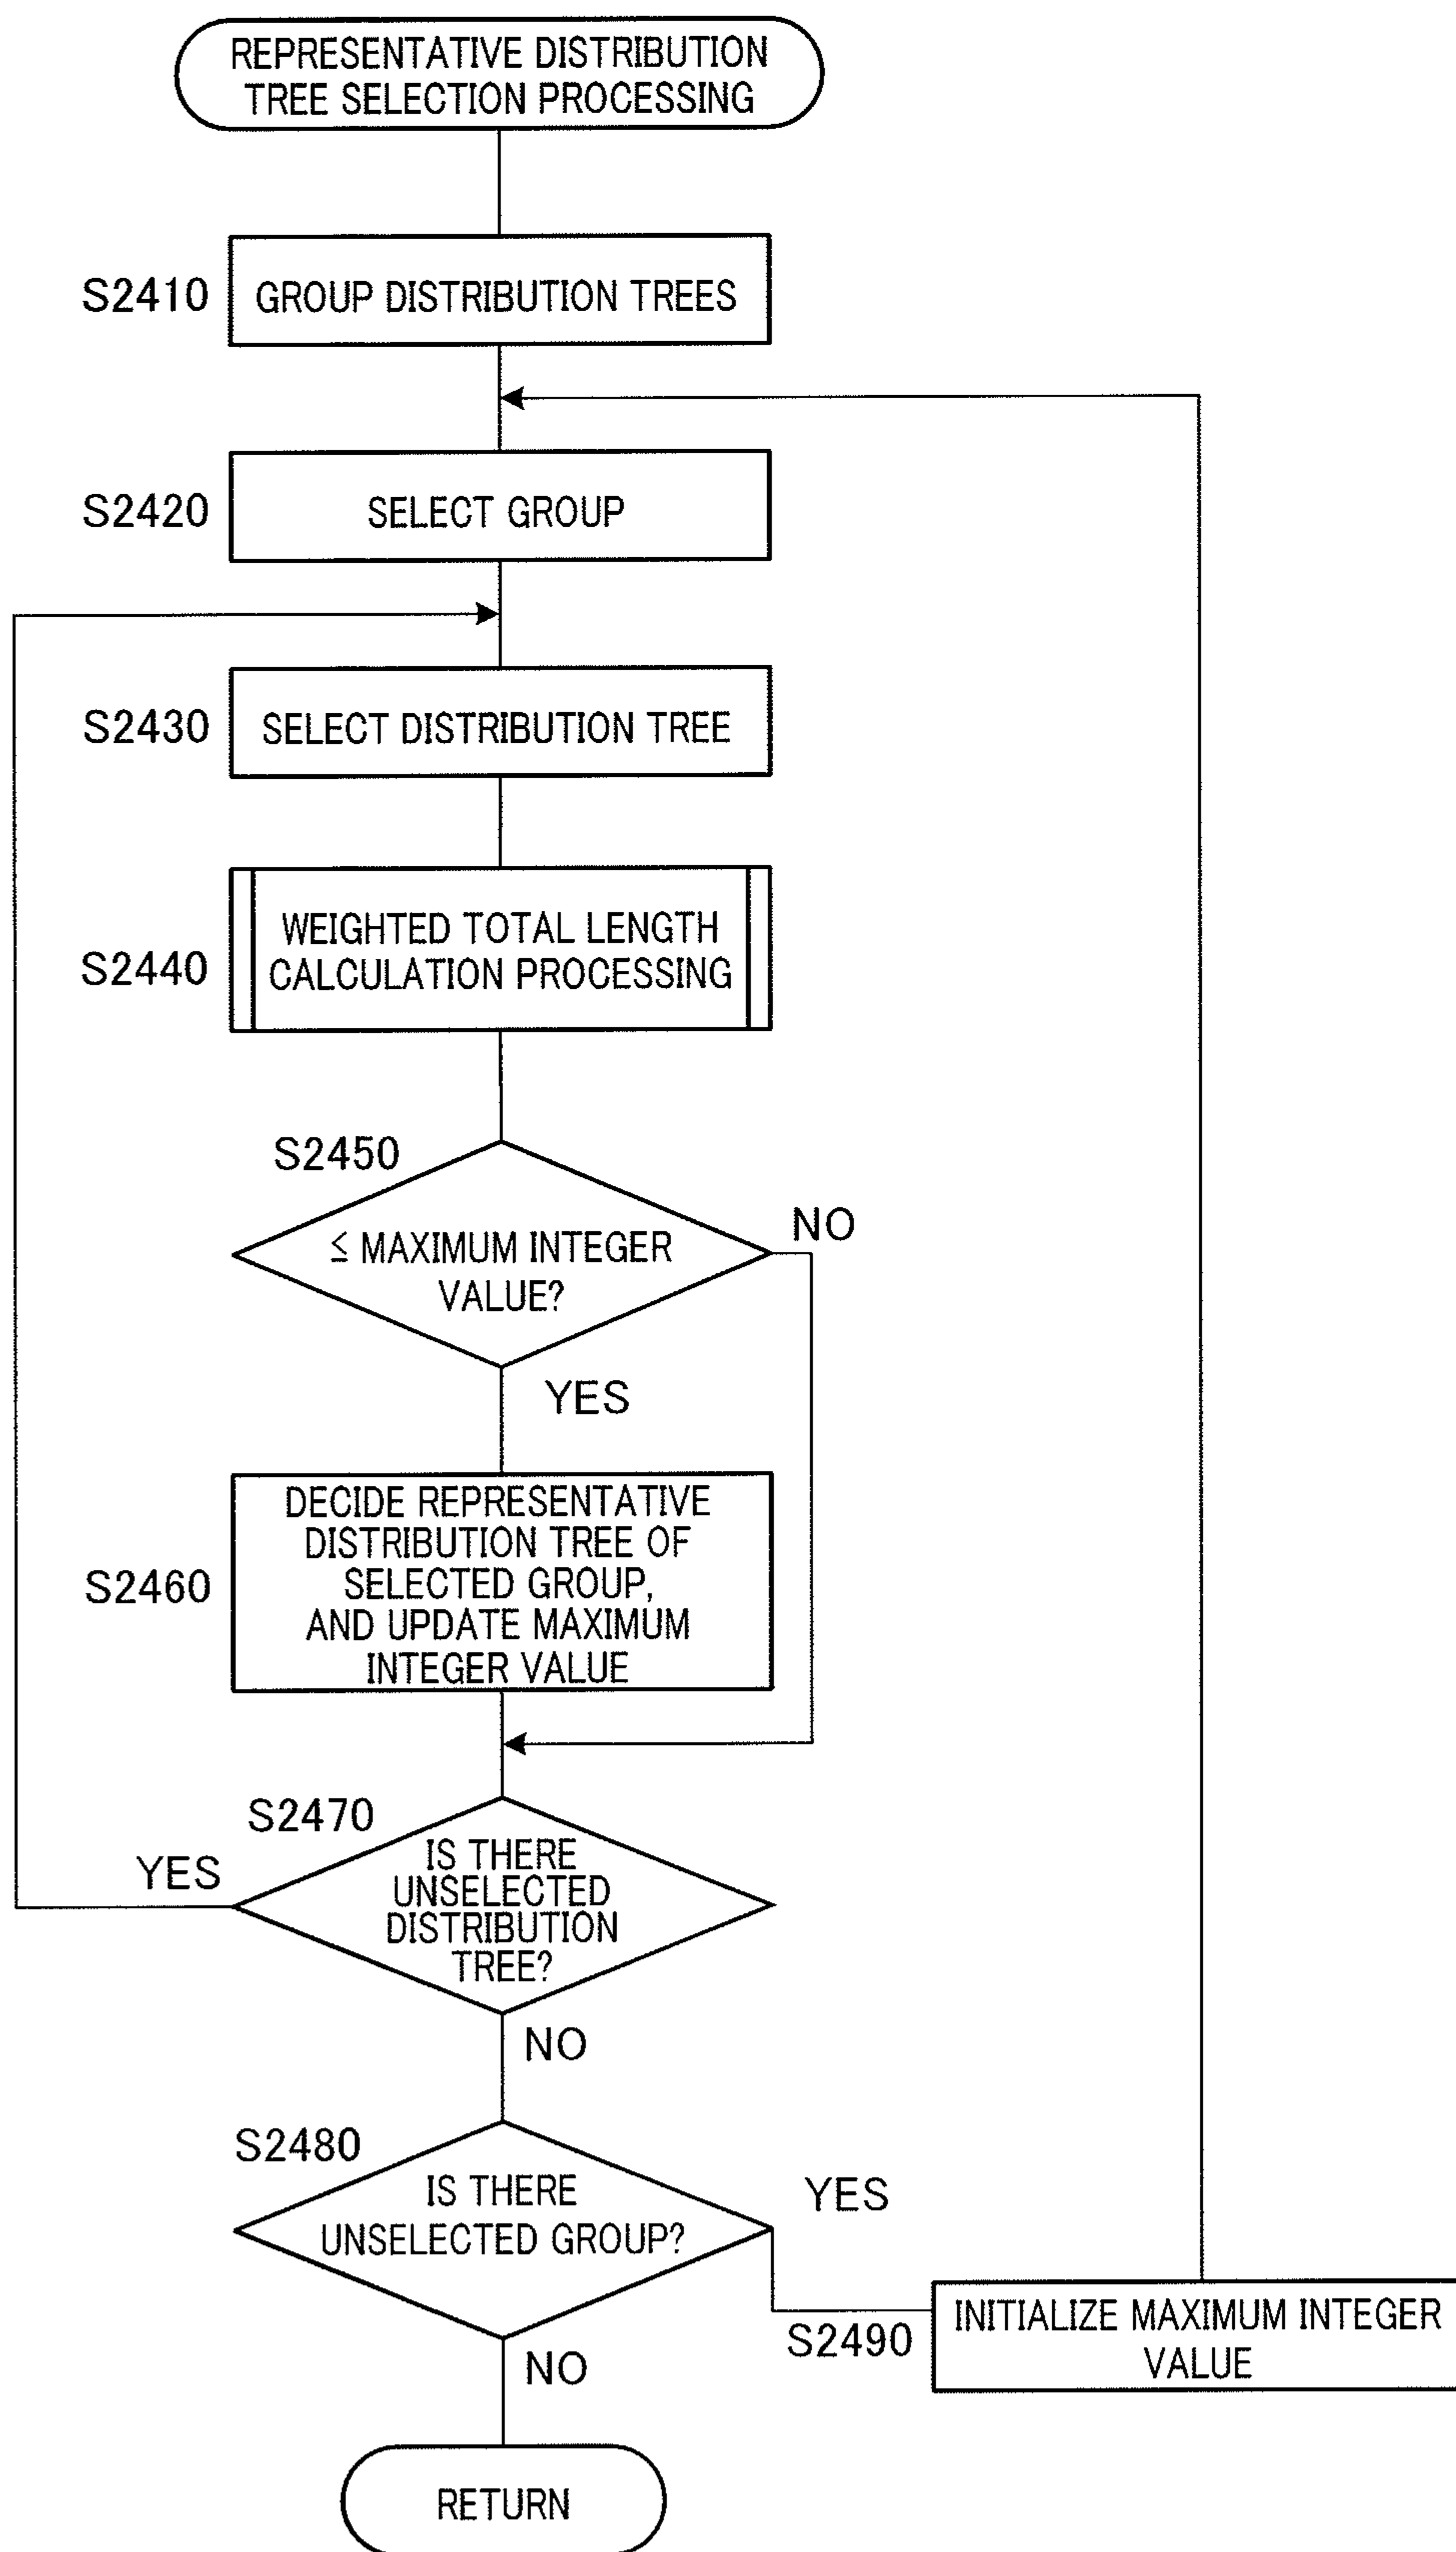 REPRESENTATIVE DISTRIBUTION
TREE SELECTION PROCESSING
S2410
GROUP DISTRIBUTION TREES
S2420
SELECT GROUP
S2430
SELECT DISTRIBUTION TREE
S2440
WEIGHTED TOTAL LENGTH
CALCULATION PROCESSING
S2450
≤ MAXIMUM INTEGER
VALUE?
NO
YES
S2460
DECIDE REPRESENTATIVE
DISTRIBUTION TREE OF
SELECTED GROUP,
AND UPDATE MAXIMUM
INTEGER VALUE
S2470
IS THERE
UNSELECTED
DISTRIBUTION
TREE?
YES
NO
S2480
IS THERE
UNSELECTED GROUP?
YES
S2490
INITIALIZE MAXIMUM INTEGER
VALUE
NO
RETURN